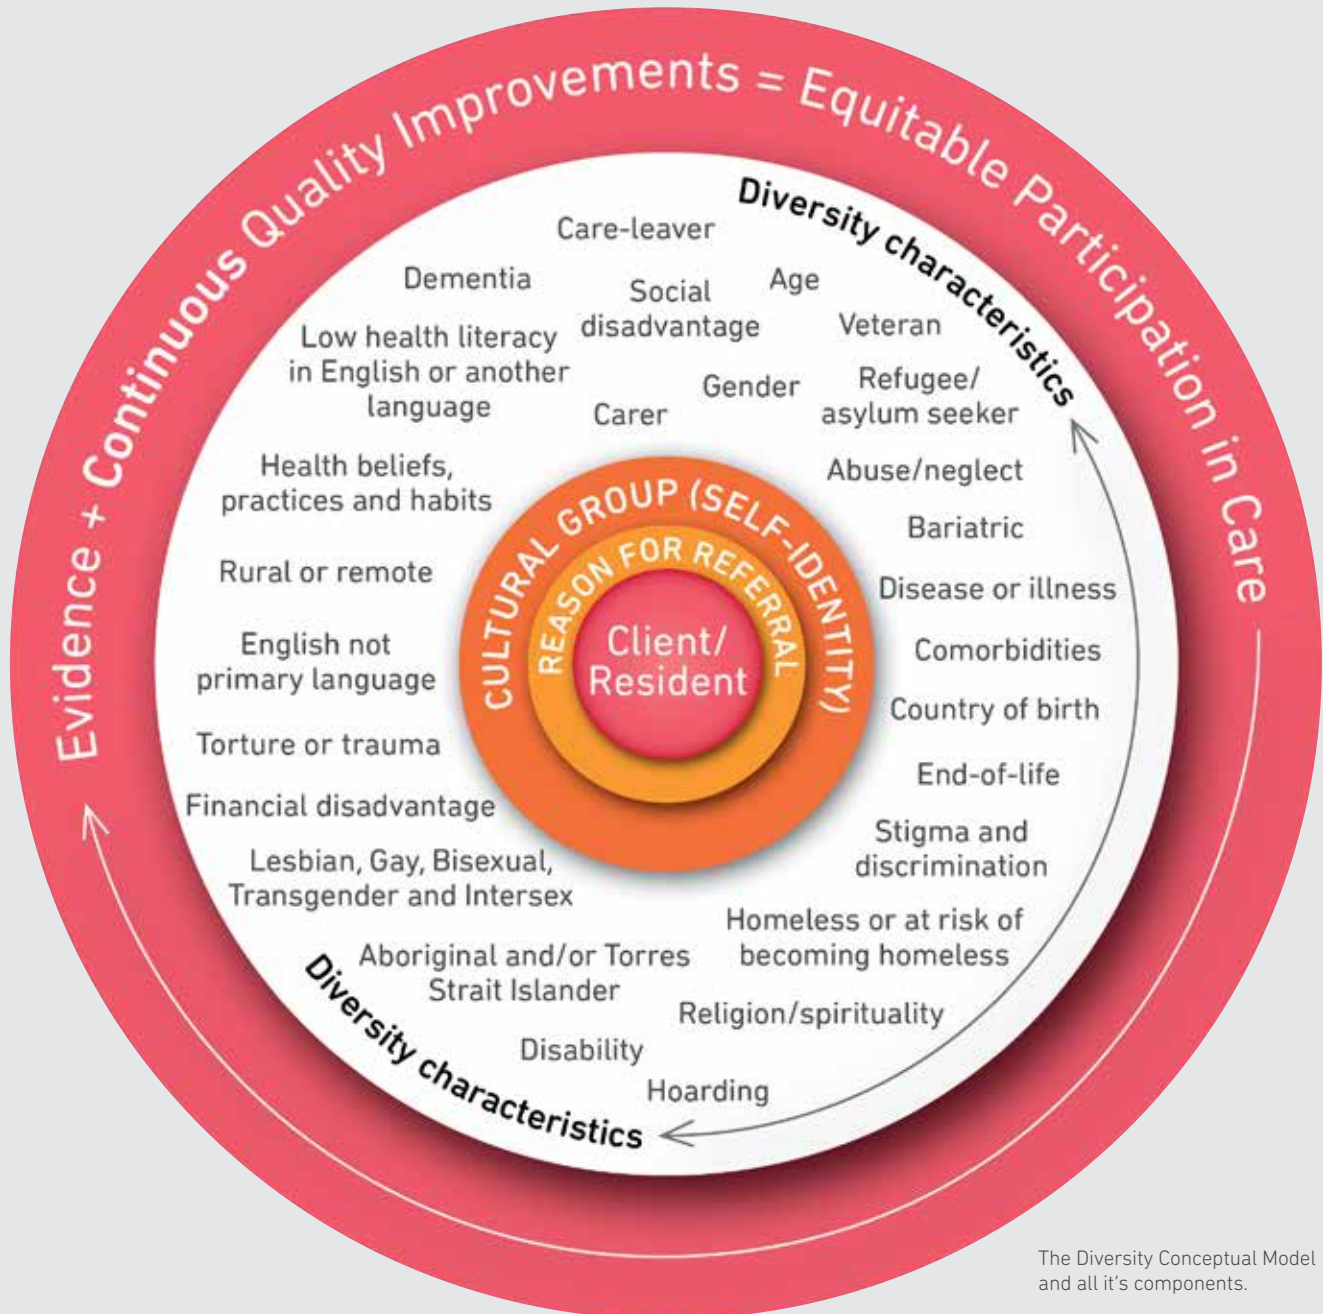 Evidence + Continuous Quality Improvements = Equitable Participation in Care
Diversity characteristics
Care-leaver
Dementia
Social
disadvantage
Age
Veteran
Low health literacy
in English or another
language
Gender
Carer
Refugee/
asylum seeker
Health beliefs,
practices and habits
Abuse/neglect
Bariatric
Rural or remote
Disease or illness
English not
primary language
Comorbidities
Country of birth
Torture or trauma
End-of-life
Financial disadvantage
Stigma and
discrimination
Lesbian, Gay, Bisexual,
Transgender and Intersex
Homeless or at risk of
becoming homeless
Aboriginal and/or Torres
Strait Islander
Religion/spirituality
Disability
Hoarding
Diversity characteristics
CULTURAL GROUP (SELF-IDENTITY)
REASON FOR REFERRAL
Client/
Resident
The Diversity Conceptual Model
and all it's components.